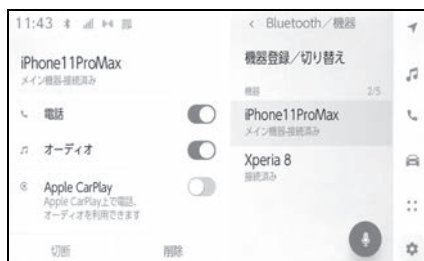 11:43
iPhone11ProMax
メイン機器-接続済み
電話
オーディオ
Apple CarPlay
Apple CarPlay上で電話、
オーディオを利用できます
切断
削除
< Bluetooth/機器
機器登録/切り替え
機器 2/5
iPhone11ProMax
メイン機器-接続済み
Xperia 8
接続済み